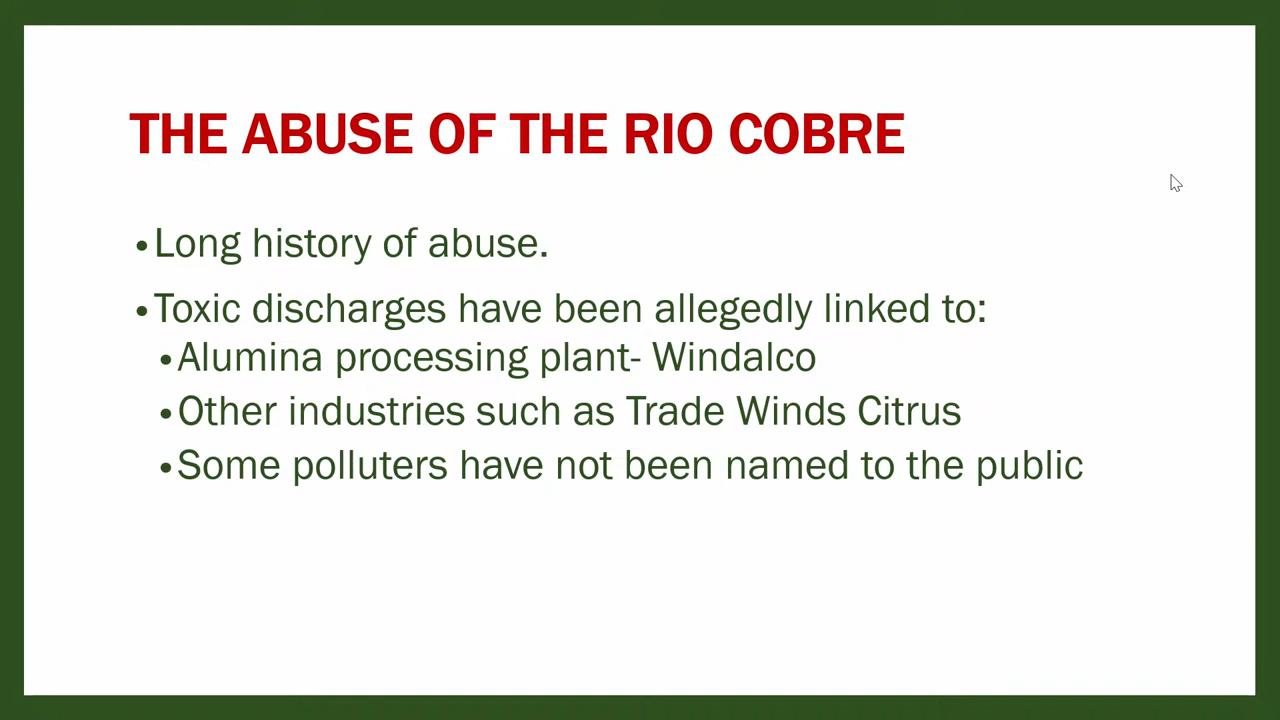 THE ABUSE OF THE RIO COBRE
•Long history of abuse.
•Toxic discharges have been allegedly linked to:
•Alumina processing plant- Windalco
•Other industries such as Trade Winds Citrus
•Some polluters have not been named to the public